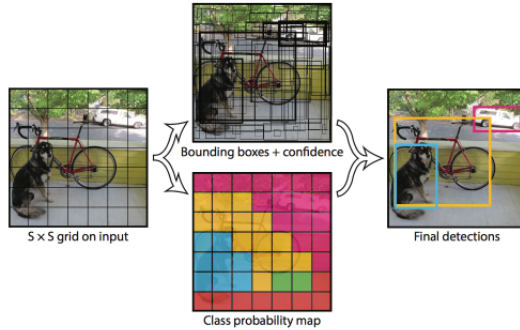 Bounding boxes + confidence
S × S grid on input
Final detections
Class probability map